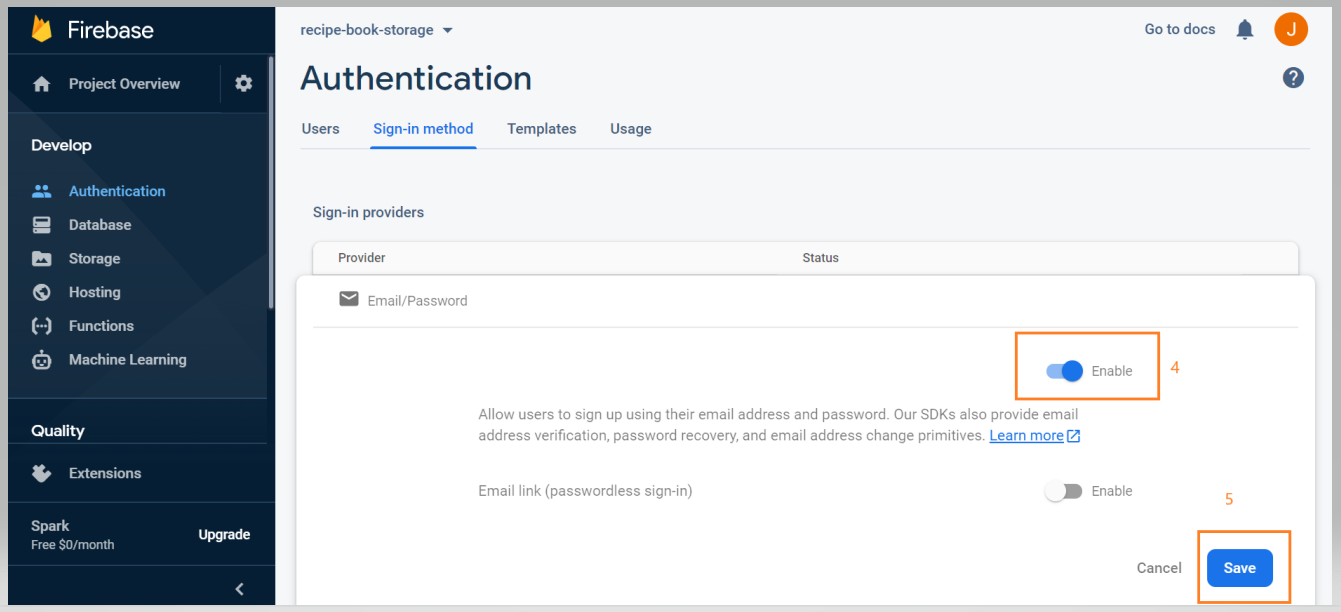 Firebase
Project Overview
Develop
Authentication
Database
Storage
Hosting
Functions
Machine Learning
Quality
Extensions
Spark
Free $0/month
Upgrade
recipe-book-storage
Go to docs
J
Authentication
?
Users Sign-in method Templates Usage
Sign-in providers
Provider Status
Email/Password
Enable 4
Allow users to sign up using their email address and password. Our SDKs also provide email
address verification, password recovery, and email address change primitives. Learn more
Email link (passwordless sign-in) Enable
5
Cancel Save